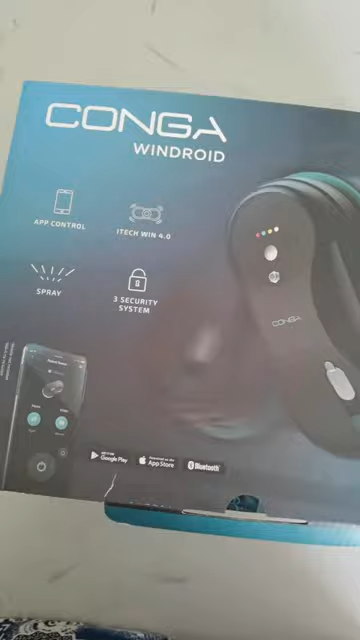 CONGA
WINDROID
APP CONTROL
ITECH WIN 4.0
SPRAY
3 SECURITY
SYSTEM
CONGA
Google Play
App Store
Bluetooth